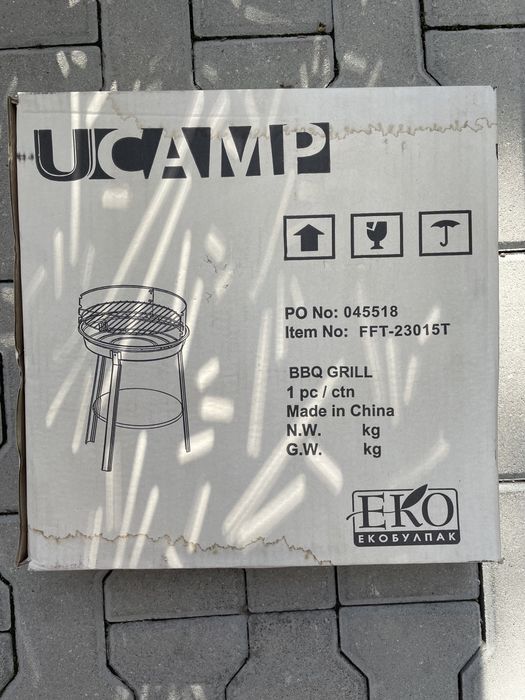 UCAMP
PO No: 045518
Item No: FFT-23015T
BBQ GRILL
1 pc / ctn
Made in China
N.W. kg
G.W. kg
EKO
ЕКОБУЛПАК